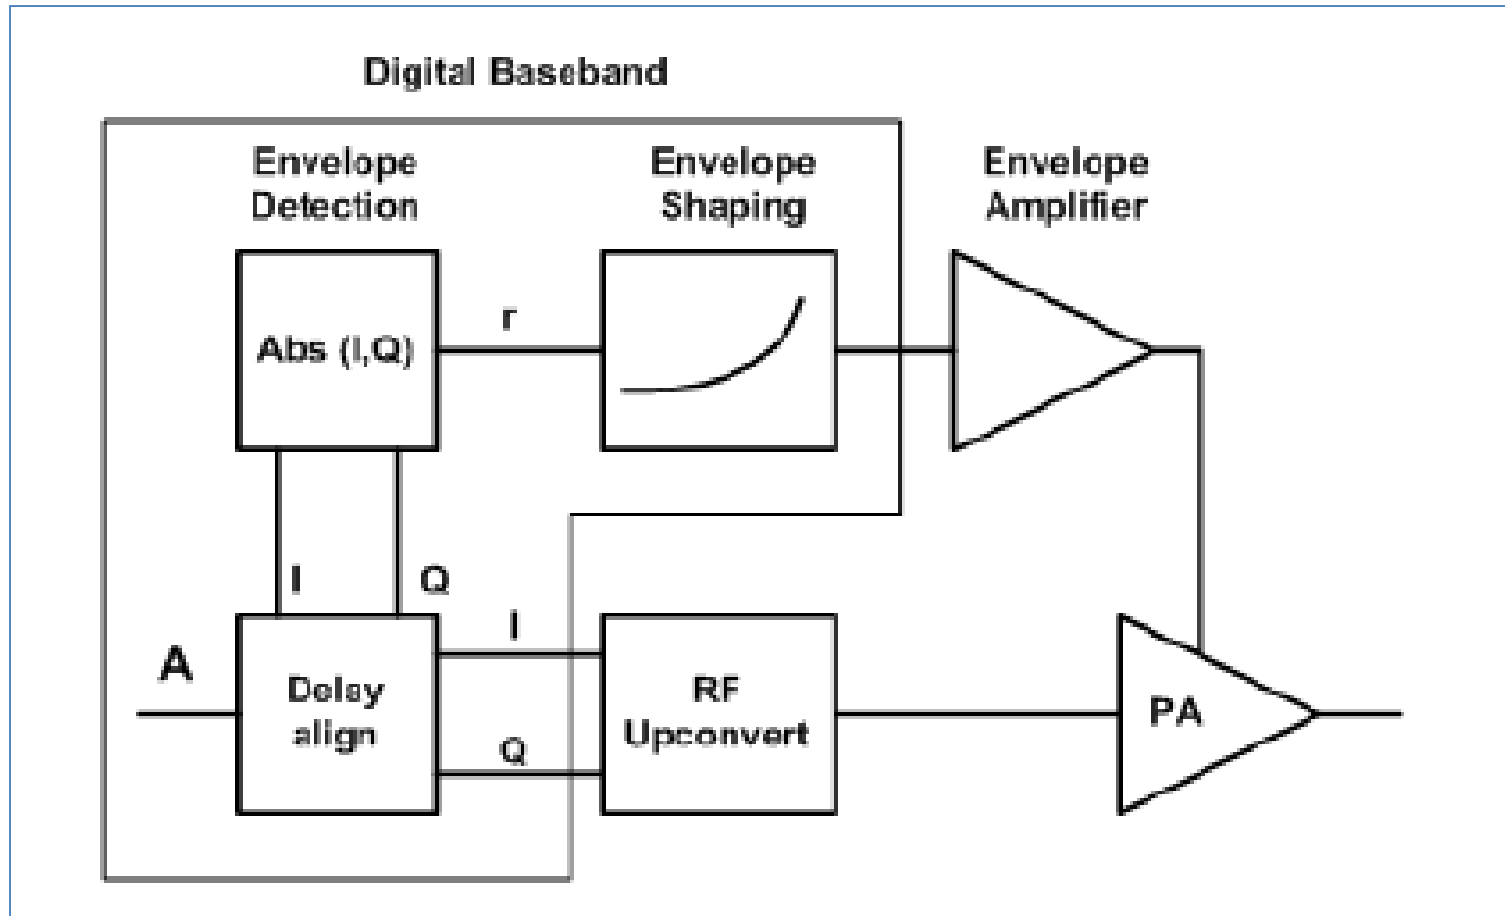 Digital Baseband
Envelope
Detection
Envelope
Shaping
Envelope
Amplifier
Abs (I,Q)
r
I
Q
A
Delay
align
I
Q
RF
Upconvert
PA